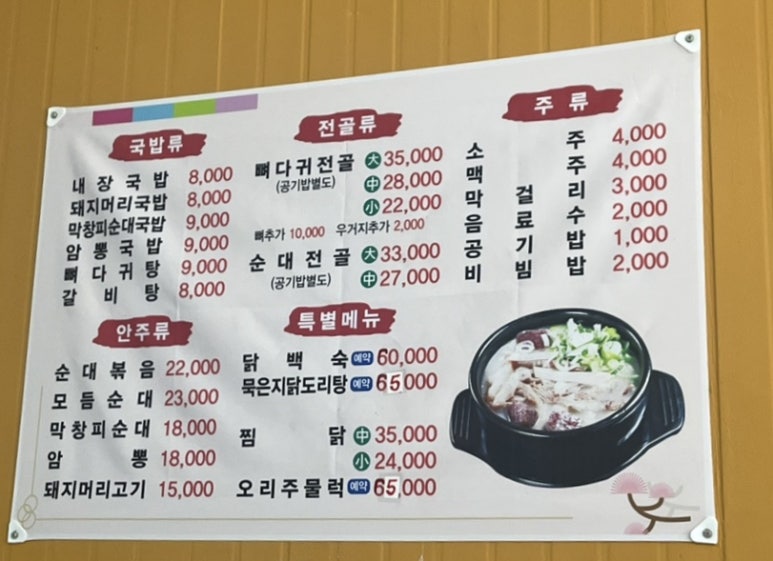 국밥류
내장국밥 8,000
돼지머리국밥 8,000
막창피순대국밥 9,000
암뽕국밥 9,000
뼈다귀탕 9,000
갈비탕 8,000
안주류
순대볶음 22,000
모듬순대 23,000
막창피순대 18,000
암뽕 18,000
돼지머리고기 15,000
전골류
뼈다귀전골 大 35,000
(공기밥별도) 中 28,000
小 22,000
뼈추가 10,000 우거지추가 2,000
순대전골 大 33,000
(공기밥별도) 中 27,000
특별메뉴
닭백숙 예약 60,000
묵은지닭도리탕 예약 65,000
찜닭 中 35,000
小 24,000
오리주물럭 예약 65,000
주류
소주 4,000
맥주 4,000
막걸리 3,000
음료수 2,000
공기밥 1,000
비빔밥 2,000